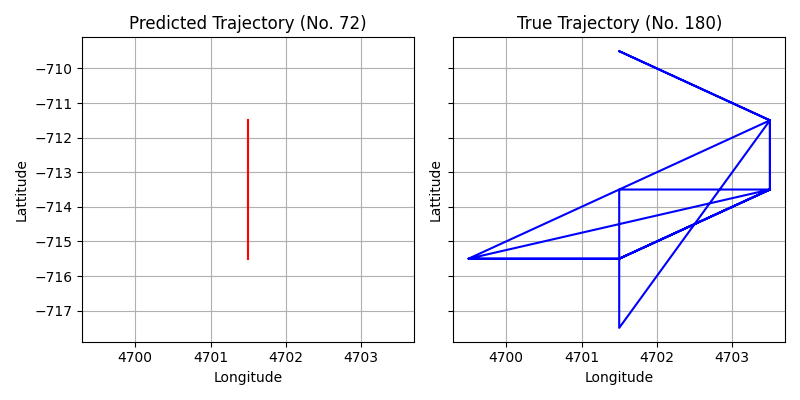 Predicted Trajectory (No. 72)
−710
−711
−712
−713
−714
−715
−716
−717
Lattitude
4700 4701 4702 4703
Longitude
True Trajectory (No. 180)
Lattitude
4700 4701 4702 4703
Longitude